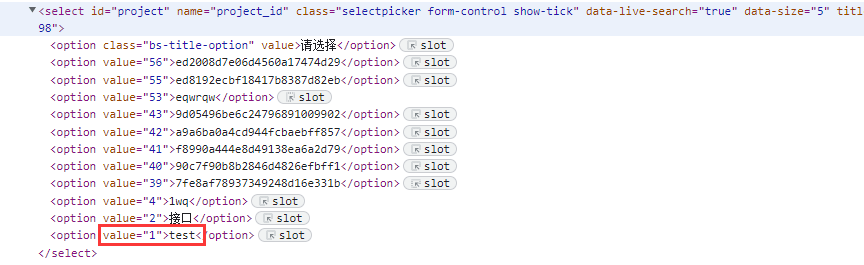 <select id="project" name="project_id" class="selectpicker form-control show-tick" data-live-search="true" data-size="5" titl
98">
<option class="bs-title-option" value>请选择</option> slot
<option value="56">ed2008d7e06d4560a17474d29</option> slot
<option value="55">ed8192ecbf18417b8387d82eb</option> slot
<option value="53">eqwrqw</option> slot
<option value="43">9d05496be6c24796891009902</option> slot
<option value="42">a9a6ba0a4cd944fcbaebff857</option> slot
<option value="41">f8990a444e8d49138ea6a2d79</option> slot
<option value="40">90c7f90b8b2846d4826efbff1</option> slot
<option value="39">7fe8af78937349248d16e331b</option> slot
<option value="4">1wq</option> slot
<option value="2">接口</option> slot
<option value="1">test</option> slot
</select>